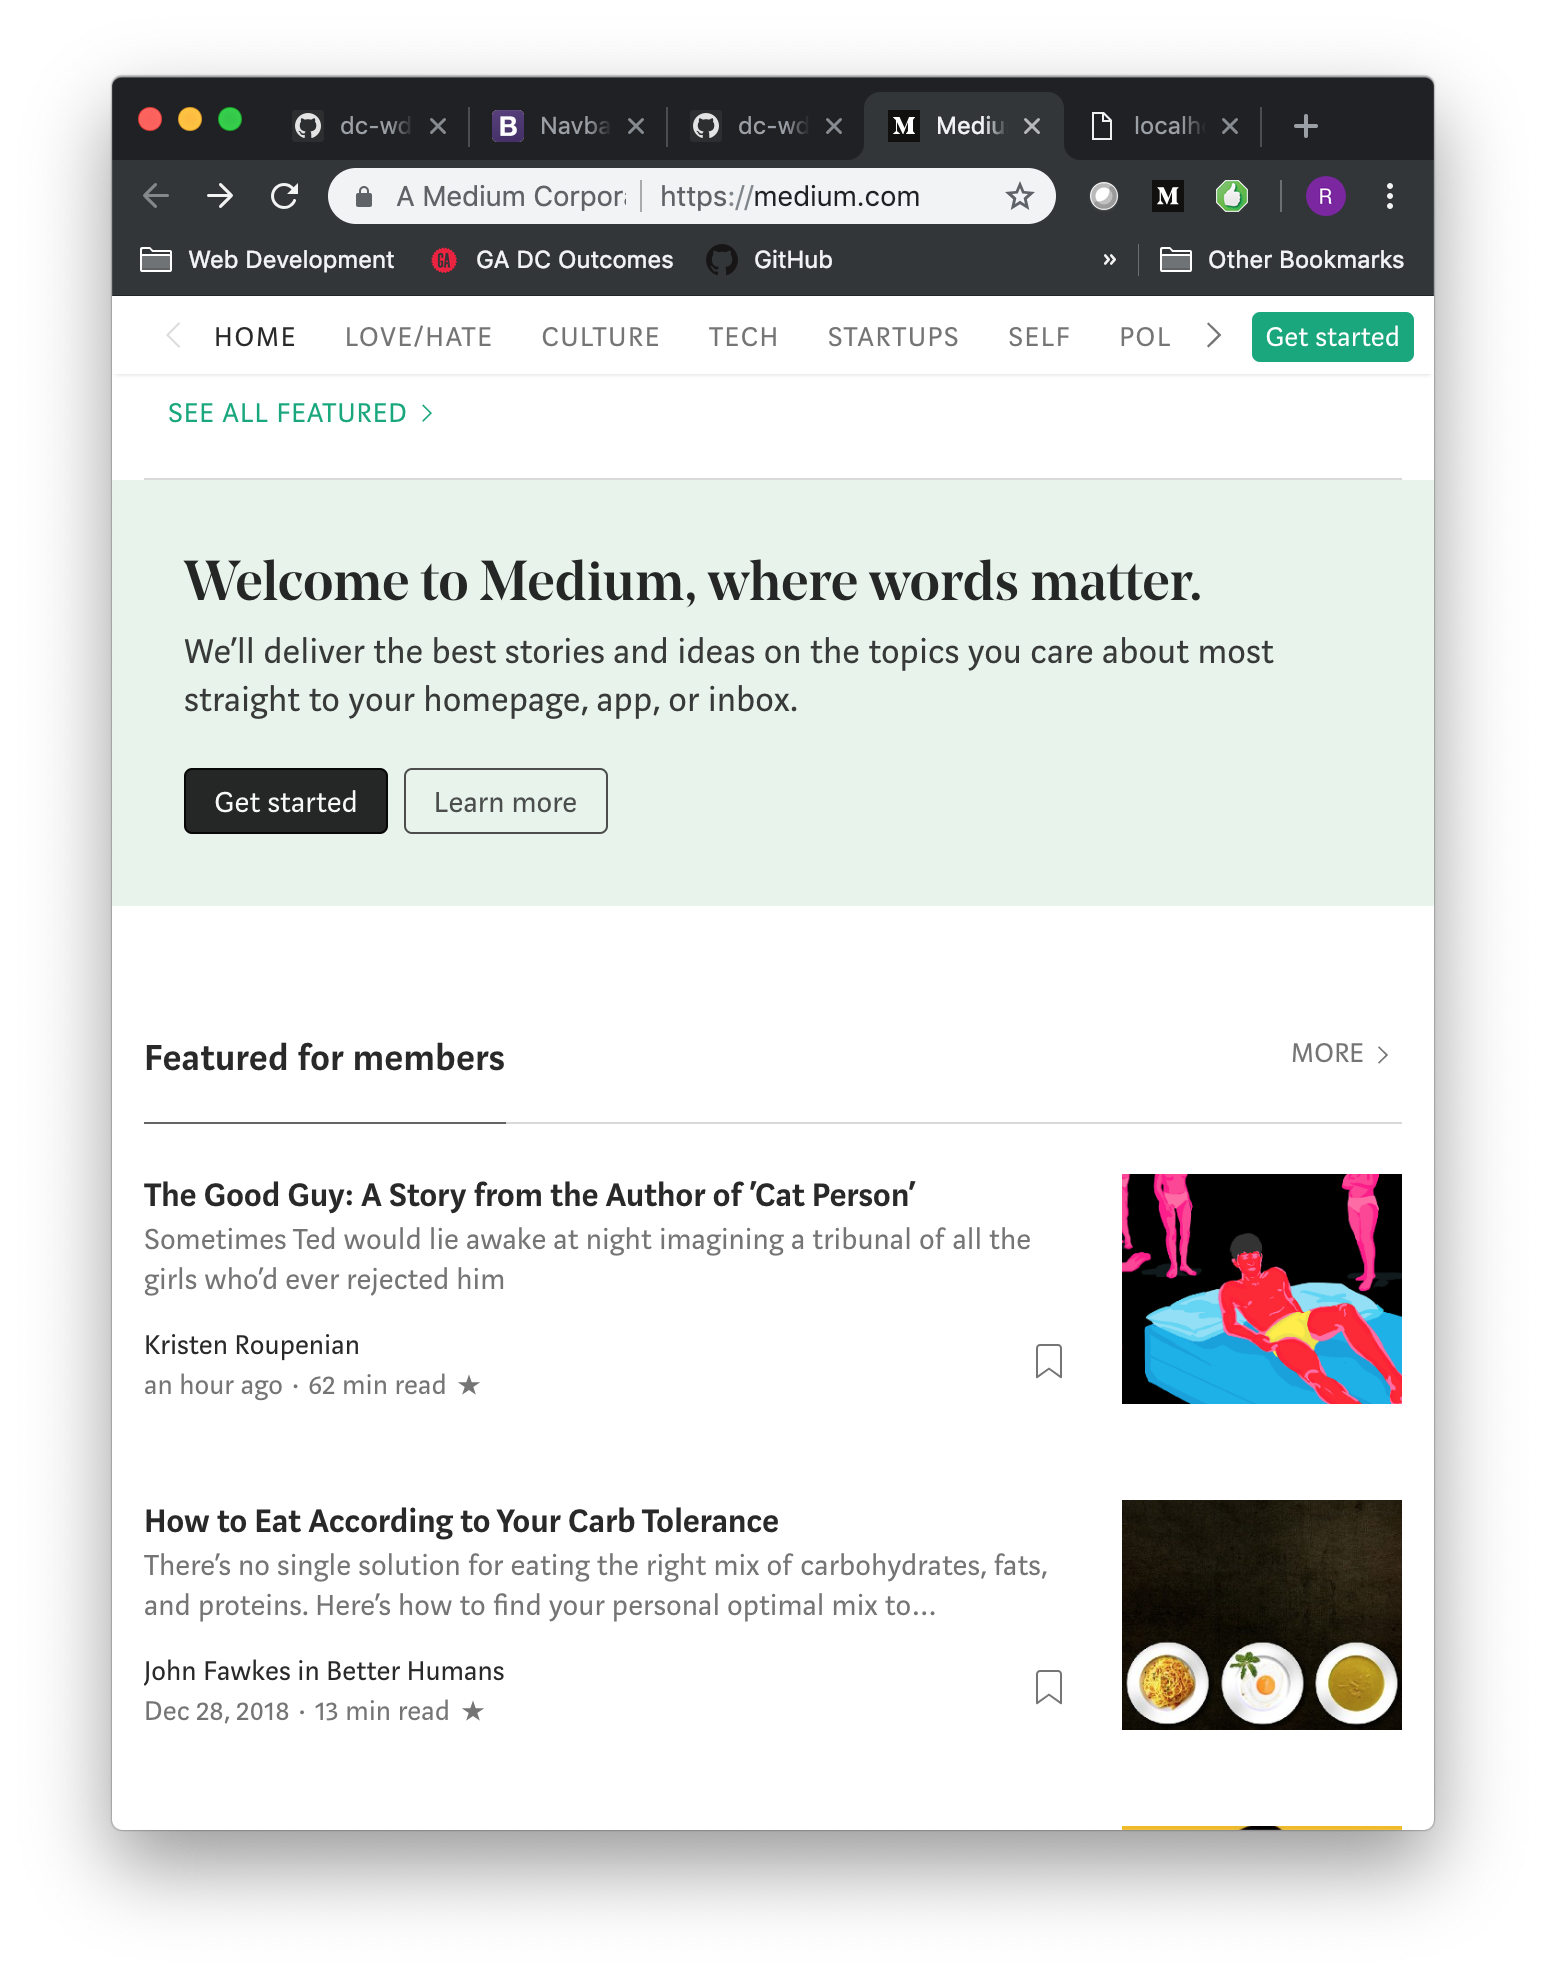 dc-wd
B Navba
dc-wd
M Mediu
localh
A Medium Corpora https://medium.com M R
Web Development GA GA DC Outcomes GitHub » Other Bookmarks
HOME LOVE/HATE CULTURE TECH STARTUPS SELF POL Get started
SEE ALL FEATURED
Welcome to Medium, where words matter.
We’ll deliver the best stories and ideas on the topics you care about most
straight to your homepage, app, or inbox.
Get started Learn more
Featured for members MORE
The Good Guy: A Story from the Author of ’Cat Person’
Sometimes Ted would lie awake at night imagining a tribunal of all the
girls who’d ever rejected him
Kristen Roupenian
an hour ago · 62 min read ★
How to Eat According to Your Carb Tolerance
There’s no single solution for eating the right mix of carbohydrates, fats,
and proteins. Here’s how to find your personal optimal mix to…
John Fawkes in Better Humans
Dec 28, 2018 · 13 min read ★